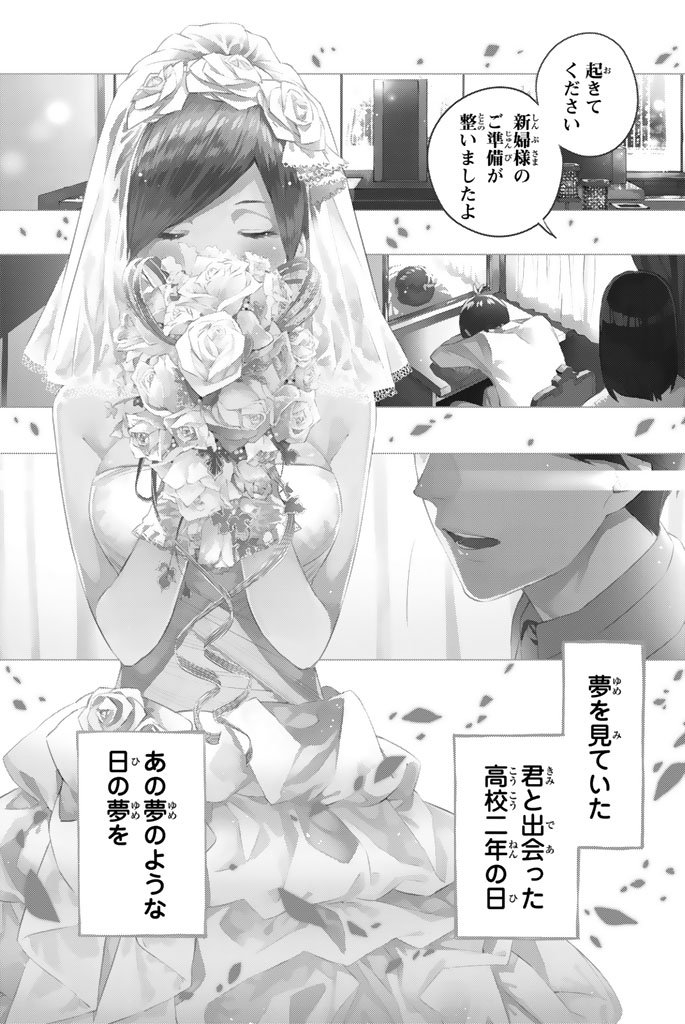 起きて
ください
新婦様の
ご準備が
整いましたよ
夢を見ていた
君と出会った
高校二年の日
あの夢のような
日の夢を